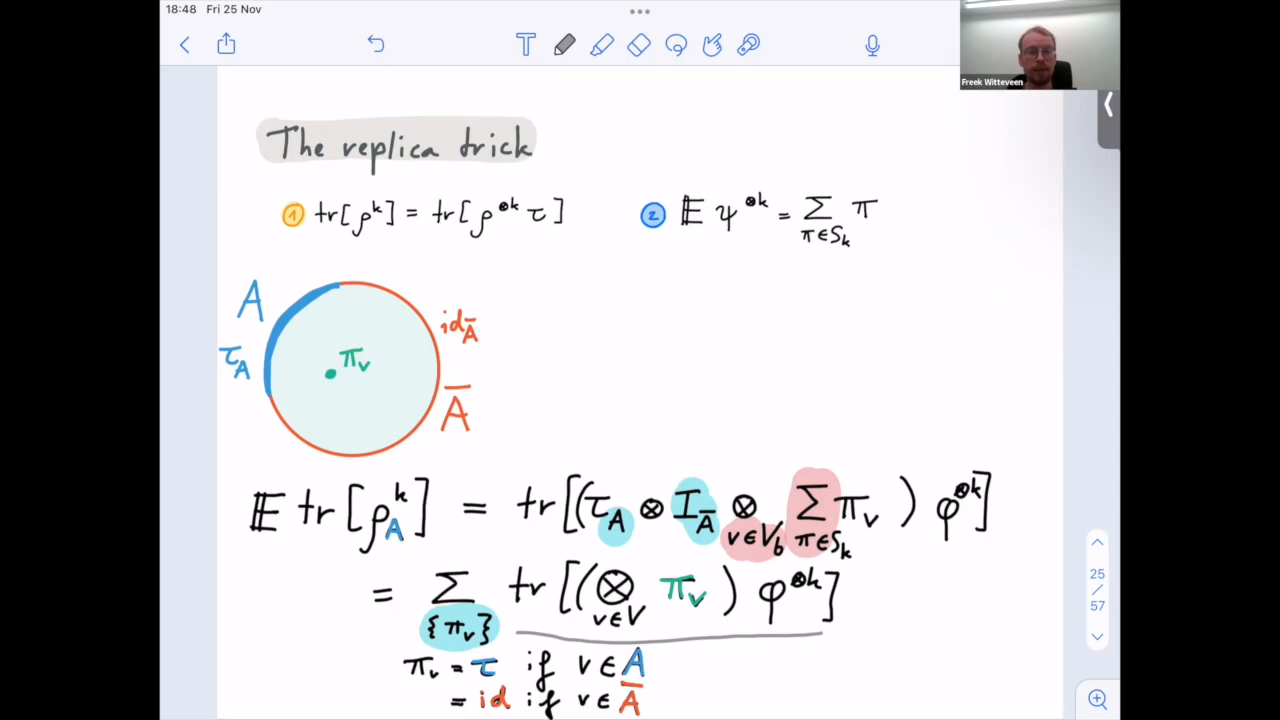 18:48 Fri 25 Nov
Freek Witteveen
The replica trick
① tr[ρ^k] = tr[ρ^⊗k τ]
② 𝔼 ψ^⊗k = Σ_{π∈S_k} π
A
τ_A
π_v
id_Ā
Ā
𝔼 tr[ρ_A^k] = tr[(τ_A ⊗ I_Ā ⊗_{v∈V_b} Σ_{π∈S_k} π_v) φ^⊗k]
= Σ_{{π_v}} tr[(⊗_{v∈V} π_v) φ^⊗k]
π_v = τ if v∈A
= id if v∈Ā
25
/
57